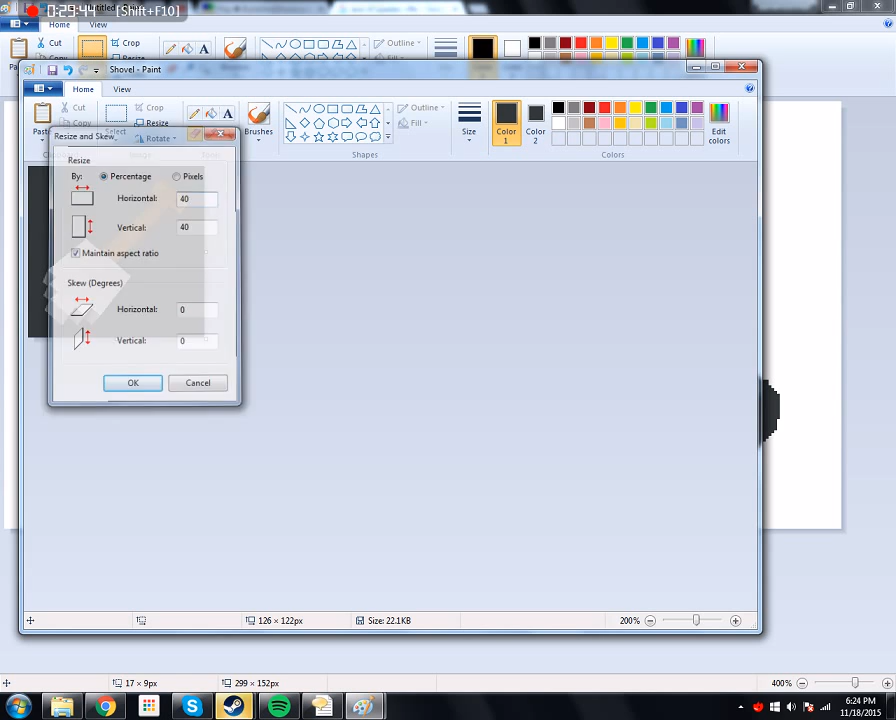 0:29:44 [Shift+F10]
Home View
Cut Crop Outline
Shovel - Paint
Home View
Cut Crop Outline
Copy Resize Fill
Paste Select Rotate Brushes Size Color 1 Color 2 Edit colors
Shapes Colors
Resize and Skew
Resize
By: Percentage Pixels
Horizontal: 40
Vertical: 40
Maintain aspect ratio
Skew (Degrees)
Horizontal: 0
Vertical: 0
OK Cancel
126 × 122px Size: 22.1KB 200%
17 × 9px 299 × 152px 400%
6:24 PM
11/18/2015